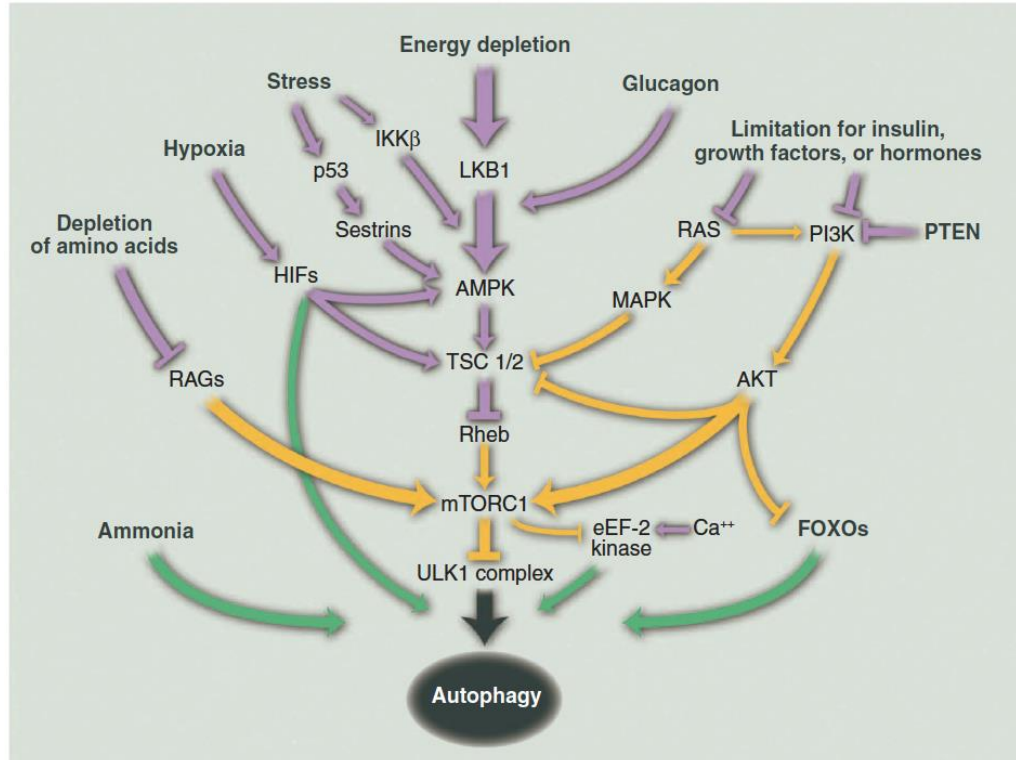 Energy depletion
Stress
Glucagon
IKKβ
Limitation for insulin,
growth factors, or hormones
Hypoxia
p53
LKB1
Depletion
of amino acids
Sestrins
RAS
PI3K
PTEN
HIFs
AMPK
MAPK
TSC 1/2
RAGs
AKT
Rheb
mTORC1
Ammonia
eEF-2
kinase
Ca⁺⁺
FOXOs
ULK1 complex
Autophagy